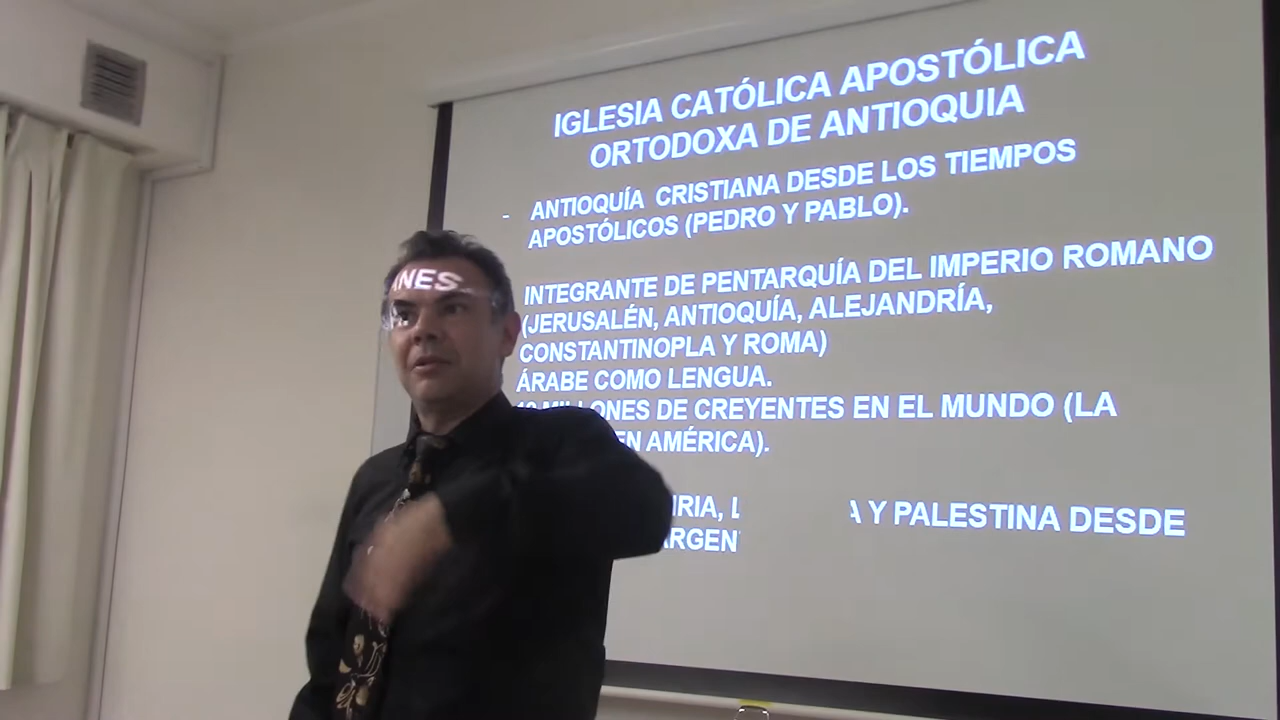 IGLESIA CATÓLICA APOSTÓLICA
ORTODOXA DE ANTIOQUIA
- ANTIOQUÍA CRISTIANA DESDE LOS TIEMPOS
APOSTÓLICOS (PEDRO Y PABLO).
INTEGRANTE DE PENTARQUÍA DEL IMPERIO ROMANO
(JERUSALÉN, ANTIOQUÍA, ALEJANDRÍA,
CONSTANTINOPLA Y ROMA)
ÁRABE COMO LENGUA.
DE CREYENTES EN EL MUNDO (LA
EN AMÉRICA).
Y PALESTINA DESDE